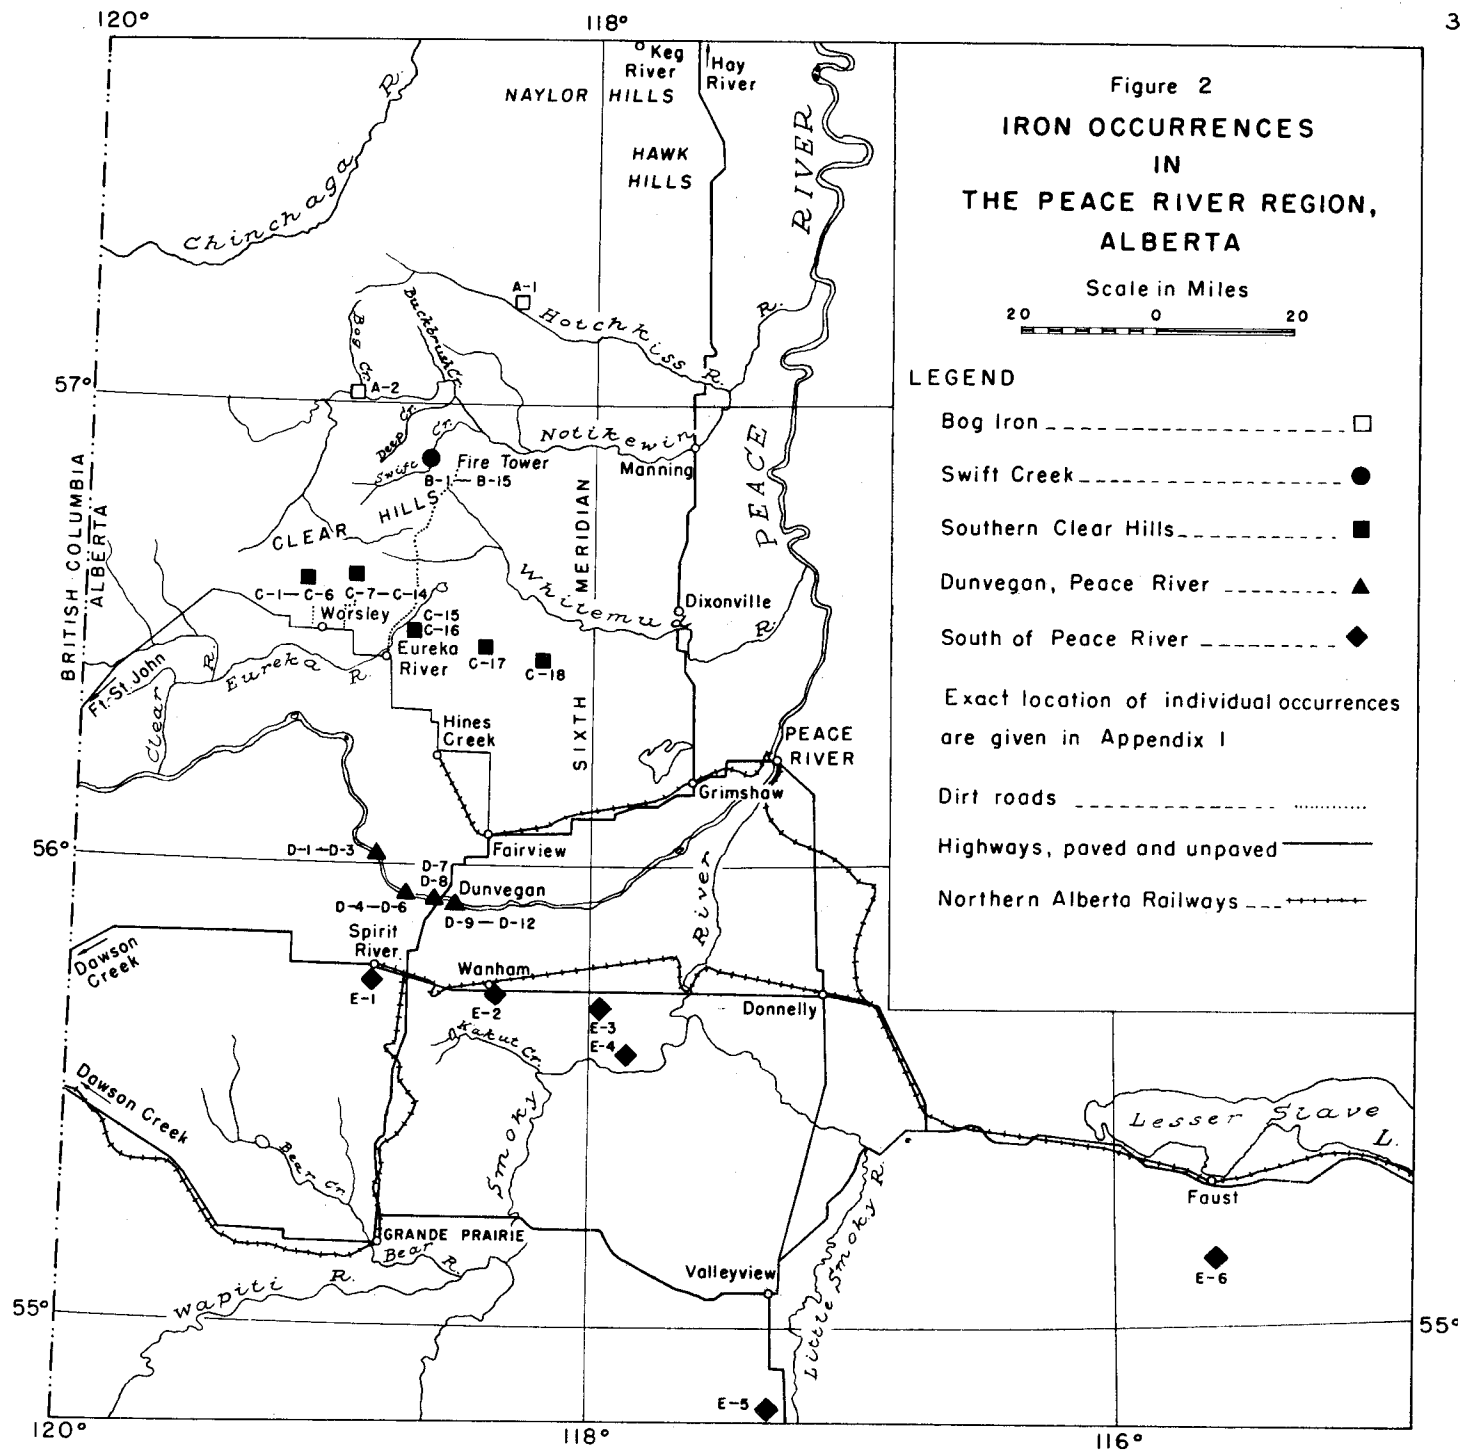 120°
118°
3
Keg
River
Hay
River
NAYLOR HILLS
HAWK
HILLS
Chinchaga R.
PEACE RIVER
Figure 2
IRON OCCURRENCES
IN
THE PEACE RIVER REGION,
ALBERTA
Scale in Miles
20 0 20
LEGEND
Bog Iron
Swift Creek
Southern Clear Hills
Dunvegan, Peace River
South of Peace River
Exact location of individual occurrences
are given in Appendix I
Dirt roads
Highways, paved and unpaved
Northern Alberta Railways
A-1
Hotchkiss R.
R.
Buckbrush Cr.
Bog Cr.
57°
A-2
Deep Cr.
Swift Cr.
Notikewin
Manning
Fire Tower
B-1 — B-15
CLEAR HILLS
BRITISH COLUMBIA
ALBERTA
SIXTH MERIDIAN
C-1 — C-6
C-7 — C-14
Worsley
C-15
C-16
Eureka
River
C-17
C-18
Whitemud R.
Dixonville
Ft. St. John
Clear R.
Eureka R.
Hines
Creek
PEACE
RIVER
Grimshaw
Fairview
56°
D-1 — D-3
D-7
D-8
Dunvegan
D-4 — D-6
D-9 — D-12
Spirit
River
Dawson
Creek
Wanham
E-1
E-2
E-3
E-4
Donnelly
Kakut Cr.
Smoky River
Dawson Creek
Bear Cr.
GRANDE PRAIRIE
Bear R.
Wapiti R.
Valleyview
Little Smoky R.
Lesser Slave L.
Faust
E-6
55°
55°
E-5
120°
118°
116°